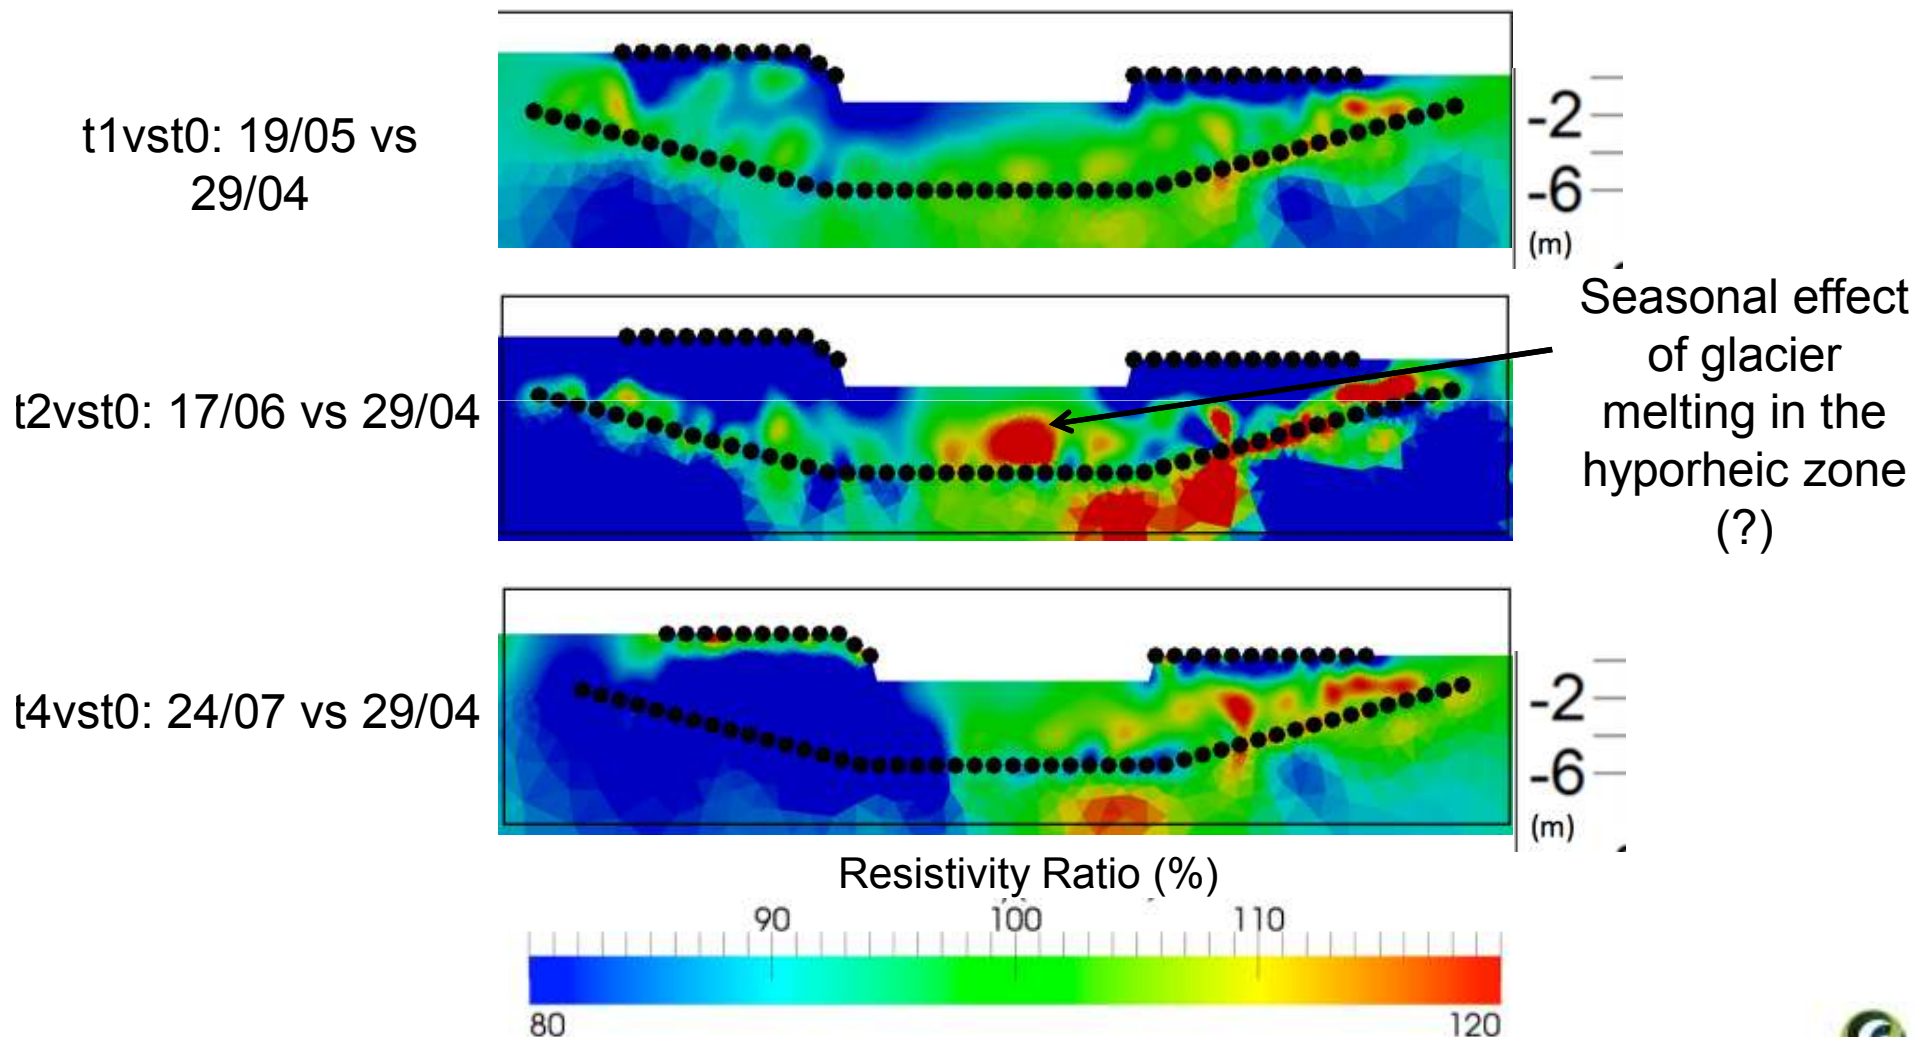 t1vst0: 19/05 vs
29/04
-2
-6
(m)
t2vst0: 17/06 vs 29/04
Seasonal effect
of glacier
melting in the
hyporheic zone
(?)
t4vst0: 24/07 vs 29/04
-2
-6
(m)
Resistivity Ratio (%)
90 100 110
80 120